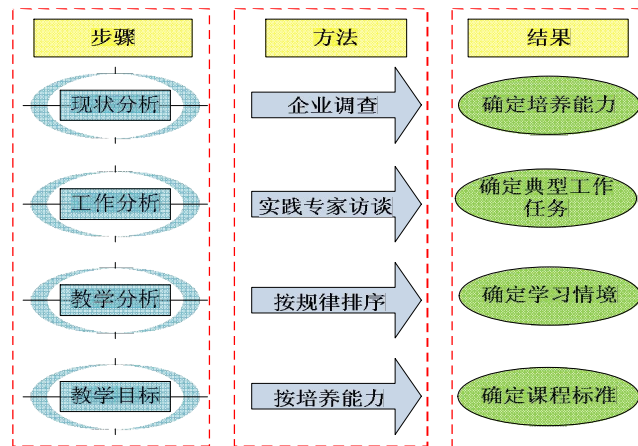 步骤
方法
结果
现状分析
企业调查
确定培养能力
工作分析
实践专家访谈
确定典型工作
任务
教学分析
按规律排序
确定学习情境
教学目标
按培养能力
确定课程标准